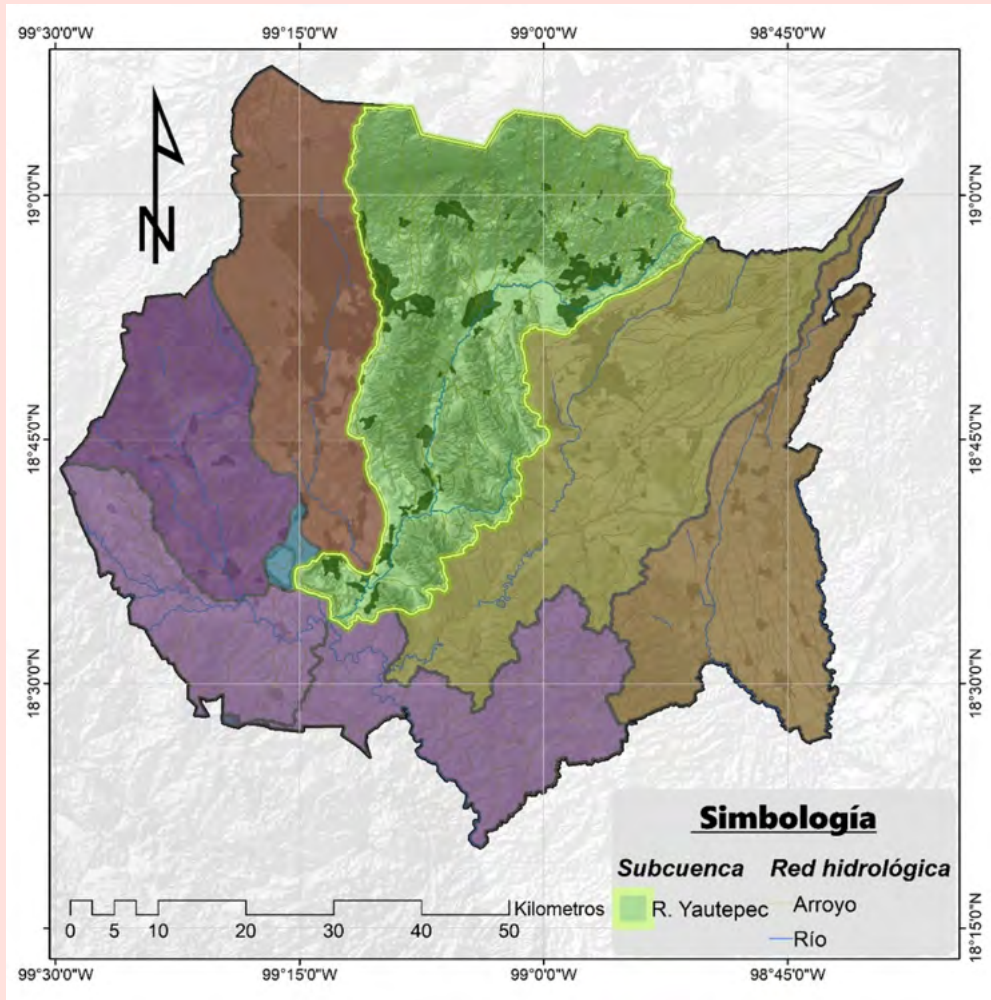 99°30'0"W 99°15'0"W 99°0'0"W 98°45'0"W
N
19°0'0"N 19°0'0"N
18°45'0"N 18°45'0"N
18°30'0"N 18°30'0"N
18°15'0"N
Simbología
Subcuenca Red hidrológica
R. Yautepec Arroyo
Río
Kilometros
0 5 10 20 30 40 50
99°30'0"W 99°15'0"W 99°0'0"W 98°45'0"W